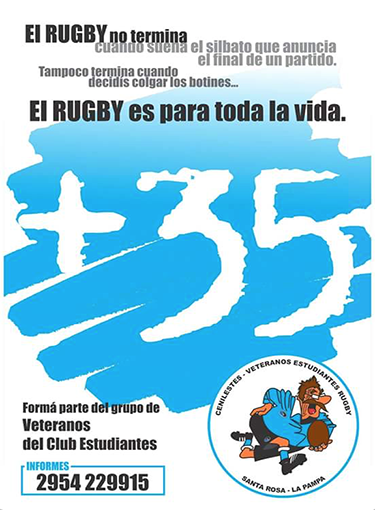 El RUGBY no termina
cuando suena el silbato que anuncia
el final de un partido.
Tampoco termina cuando
decidís colgar los botines...
El RUGBY es para toda la vida.
+35
Formá parte del grupo de
Veteranos
del Club Estudiantes
INFORMES
2954 229915
CENILESTES - VETERANOS ESTUDIANTES RUGBY
SANTA ROSA - LA PAMPA